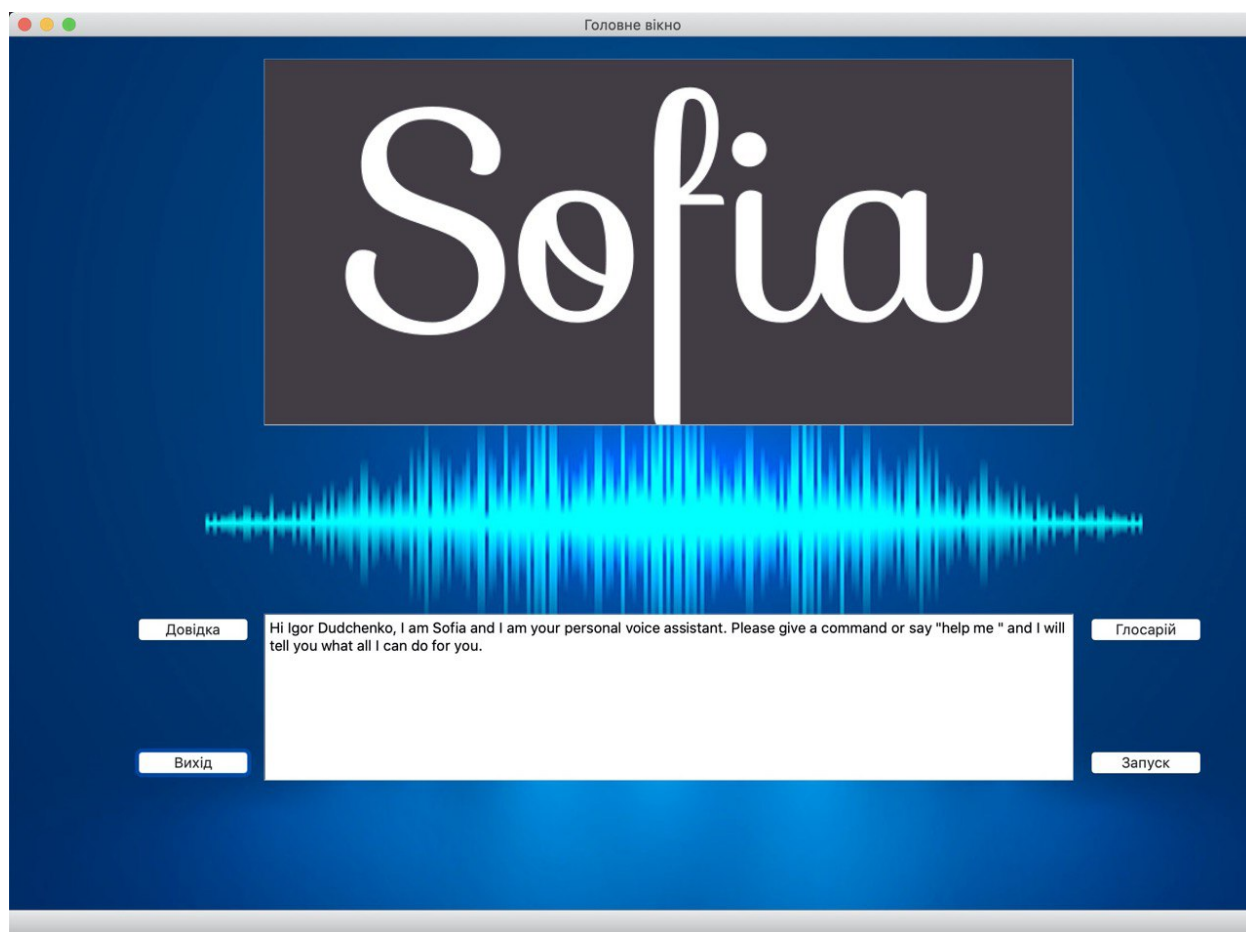 Головне вікно
Sofia
Довідка
Hi Igor Dudchenko, I am Sofia and I am your personal voice assistant. Please give a command or say "help me " and I will
tell you what all I can do for you.
Глосарій
Вихід
Запуск